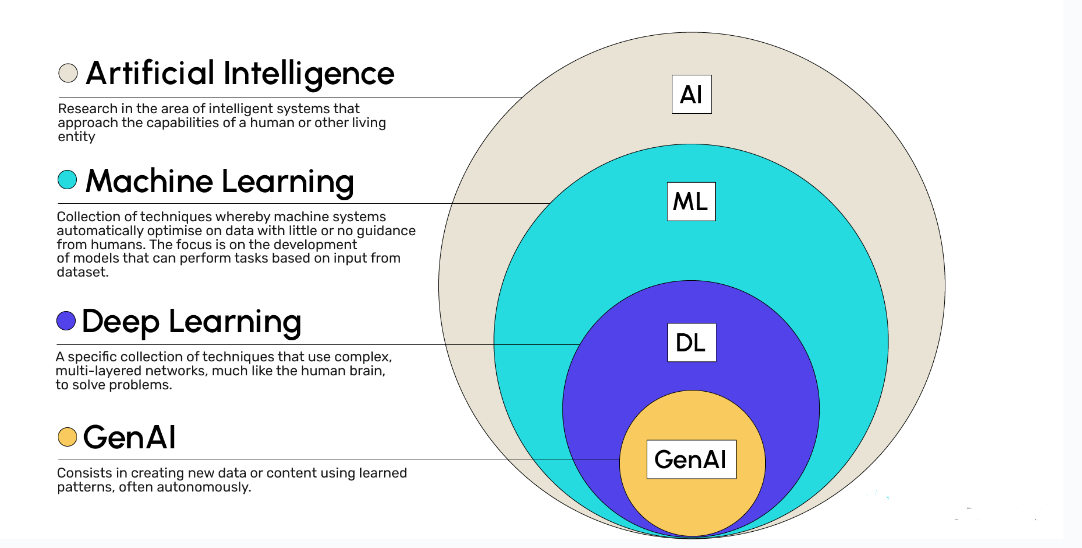 Artificial Intelligence
Research in the area of intelligent systems that
approach the capabilities of a human or other living
entity
Machine Learning
Collection of techniques whereby machine systems
automatically optimise on data with little or no guidance
from humans. The focus is on the development
of models that can perform tasks based on input from
dataset.
Deep Learning
A specific collection of techniques that use complex,
multi-layered networks, much like the human brain,
to solve problems.
GenAI
Consists in creating new data or content using learned
patterns, often autonomously.
AI
ML
DL
GenAI